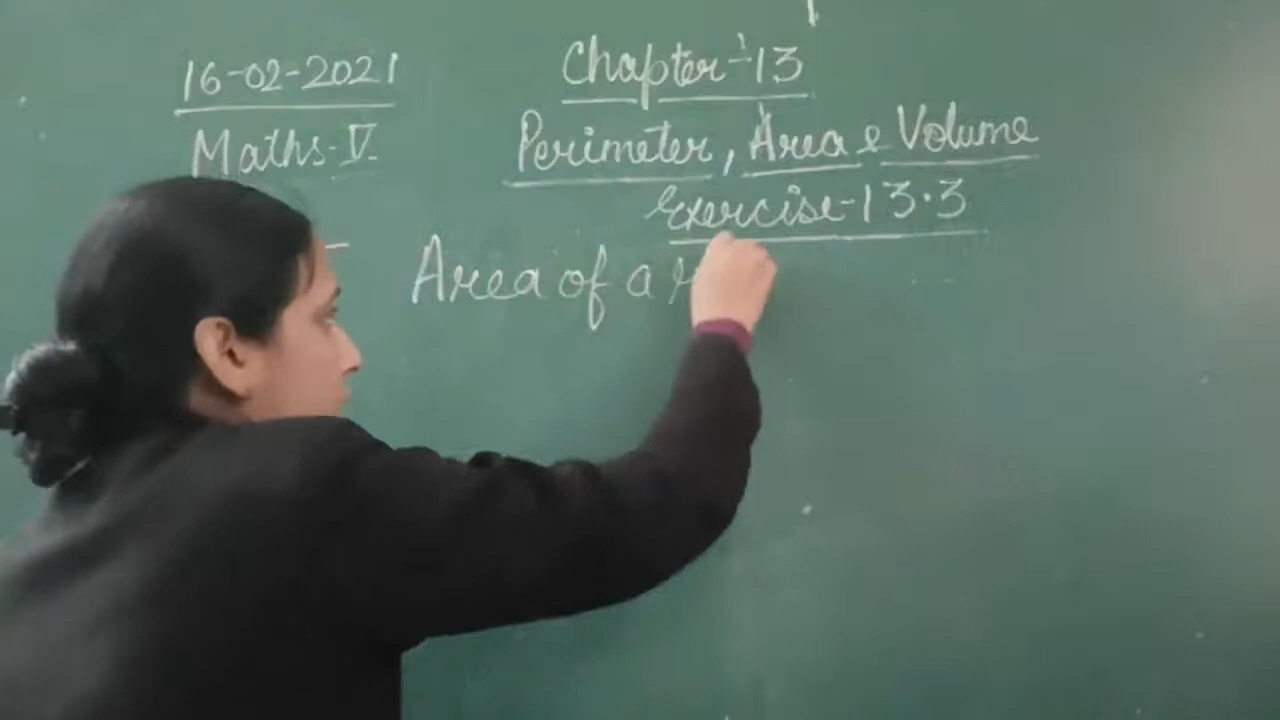 16-02-2021
Maths-V
Chapter-13
Perimeter, Area & Volume
Exercise-13.3
Area of a